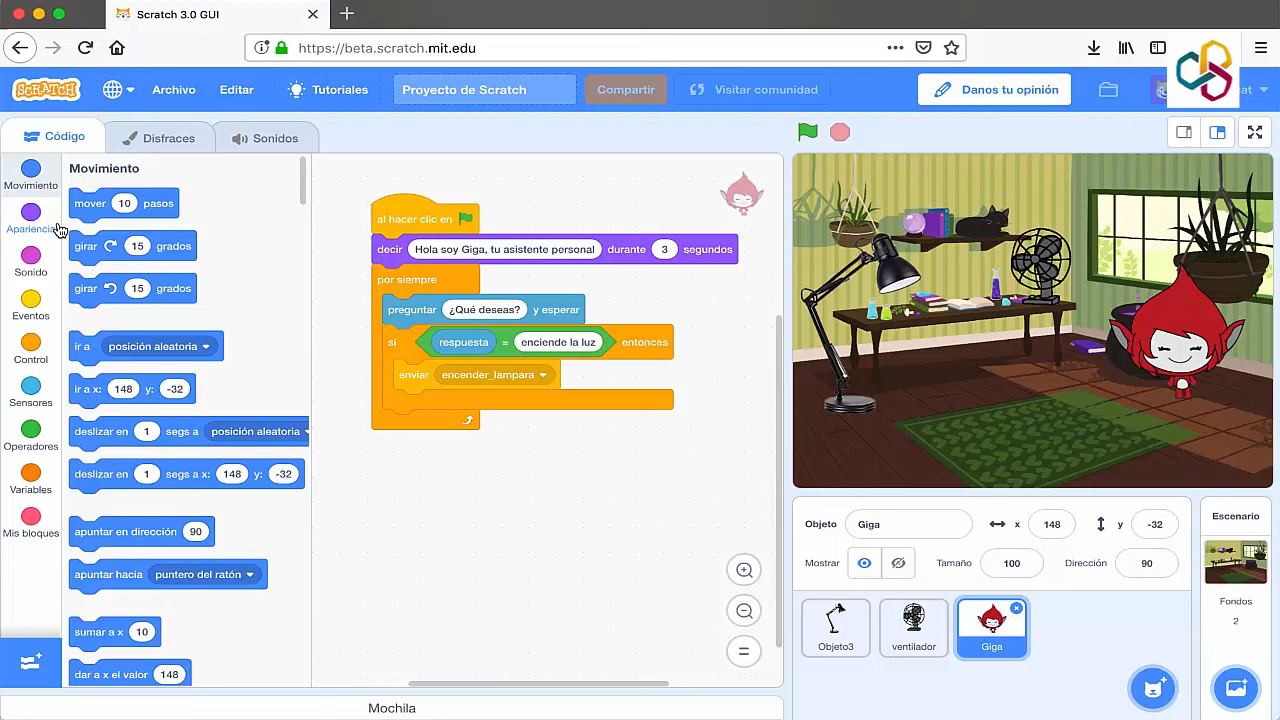 Scratch 3.0 GUI
https://beta.scratch.mit.edu
SCRATCH
Archivo
Editar
Tutoriales
Proyecto de Scratch
Compartir
Visitar comunidad
Danos tu opinión
Código
Disfraces
Sonidos
Movimiento
Apariencia
Sonido
Eventos
Control
Sensores
Operadores
Variables
Mis bloques
Movimiento
mover 10 pasos
girar 15 grados
girar 15 grados
ir a posición aleatoria
ir a x: 148 y: -32
deslizar en 1 segs a posición aleatoria
deslizar en 1 segs a x: 148 y: -32
apuntar en dirección 90
apuntar hacia puntero del ratón
sumar a x 10
dar a x el valor 148
al hacer clic en
decir Hola soy Giga, tu asistente personal durante 3 segundos
por siempre
preguntar ¿Qué deseas? y esperar
si respuesta = enciende la luz entonces
enviar encender_lampara
Objeto Giga x 148 y -32
Mostrar Tamaño 100 Dirección 90
Objeto3
ventilador
Giga
Escenario
Fondos
2
Mochila